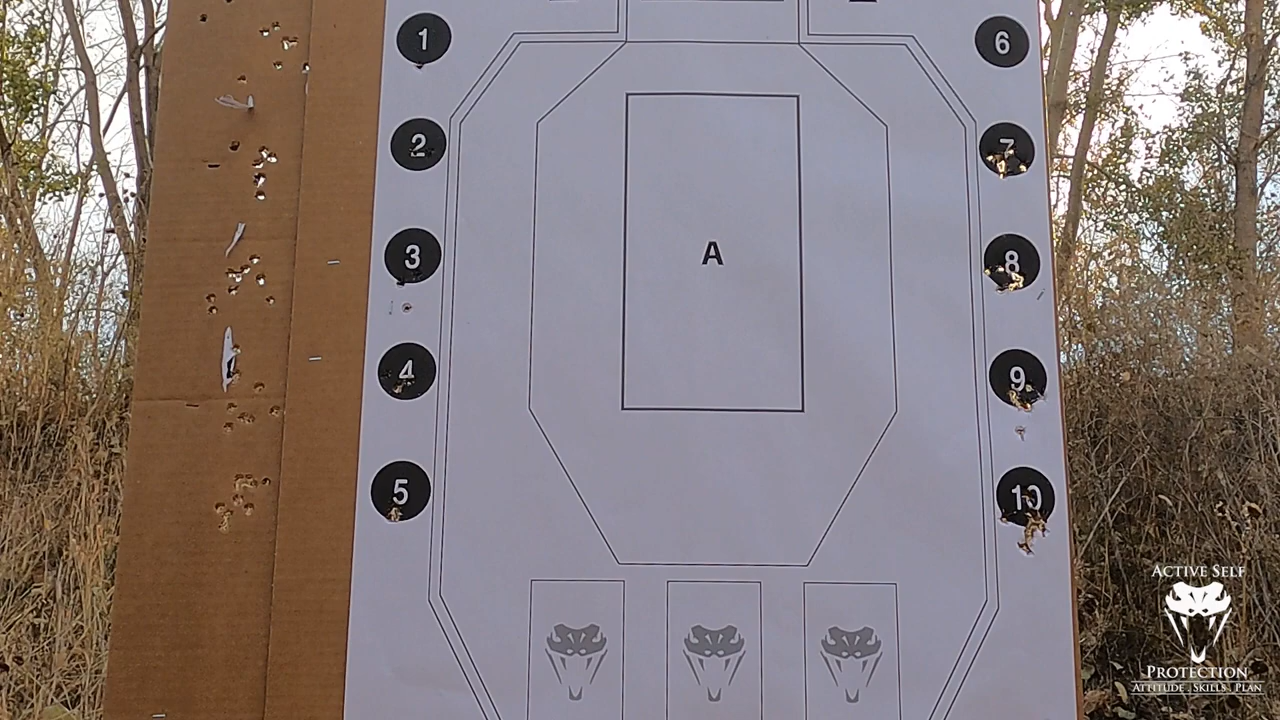 1
6
2
7
3
A
8
4
9
5
10
ACTIVE SELF
PROTECTION
ATTITUDE . SKILLS . PLAN